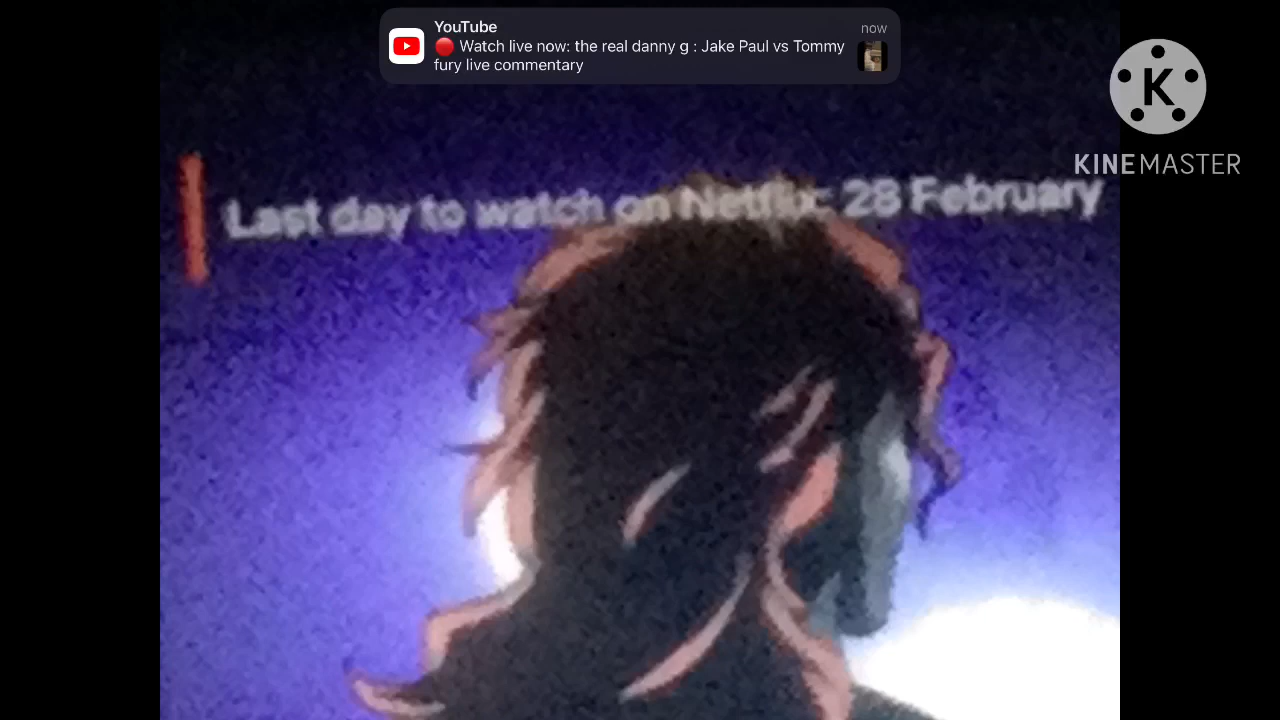 YouTube
now
🔴 Watch live now: the real danny g : Jake Paul vs Tommy
fury live commentary
K
KINEMASTER
Last day to watch on Netflix: 28 February